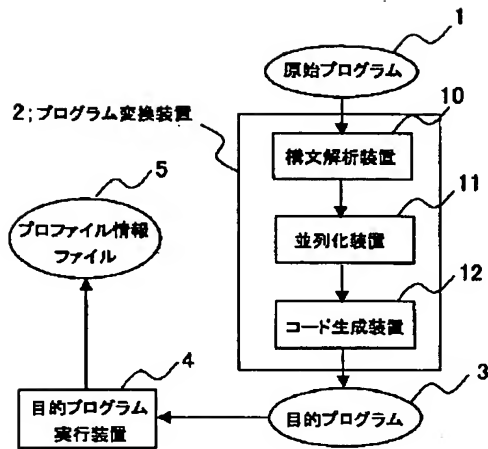 1
原始プログラム
2;プログラム変換装置
10
構文解析装置
11
並列化装置
12
コード生成装置
3
目的プログラム
4
目的プログラム
実行装置
5
プロファイル情報
ファイル